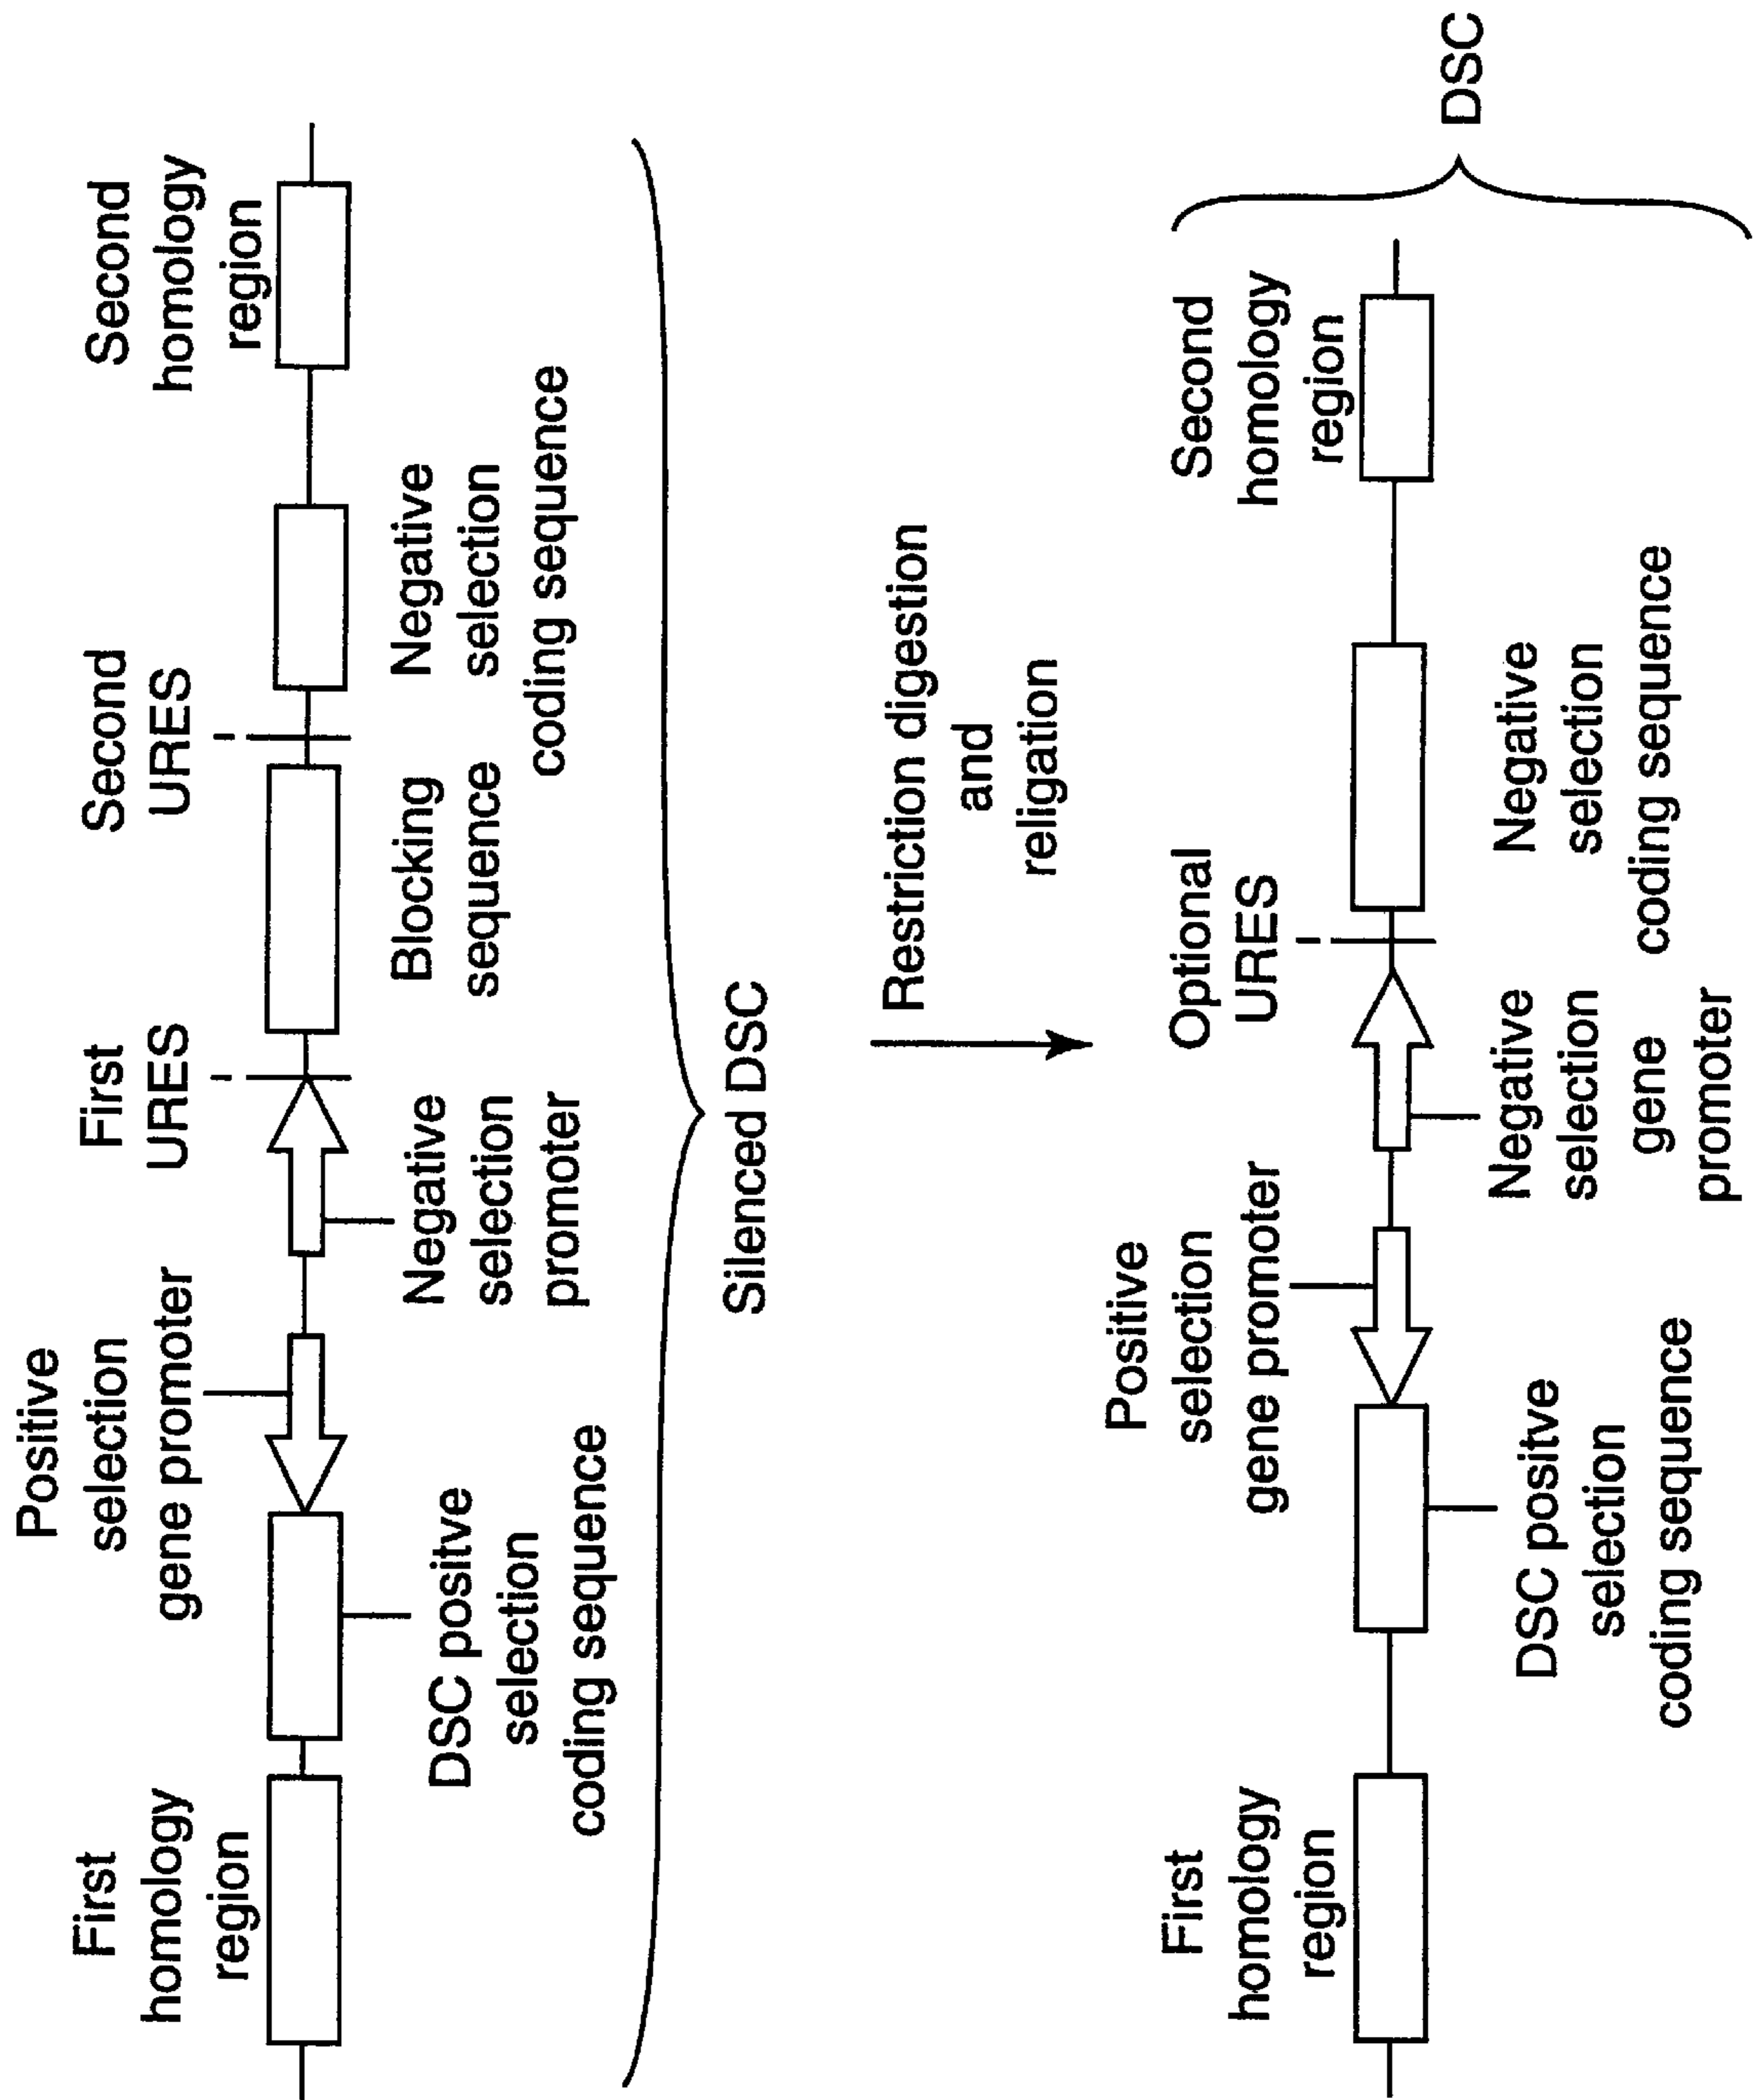 First
homology
region
Positive
selection
gene promoter
First
URES
Second
URES
Second
homology
region
DSC positve
selection
coding sequence
Negative
selection
promoter
Blocking
sequence
Negative
selection
coding sequence
Silenced DSC
Restriction digestion
and
religation
First
homology
region
Positive
selection
gene promoter
Optional
URES
Second
homology
region
DSC positve
selection
coding sequence
Negative
selection
gene
promoter
Negative
selection
coding sequence
DSC